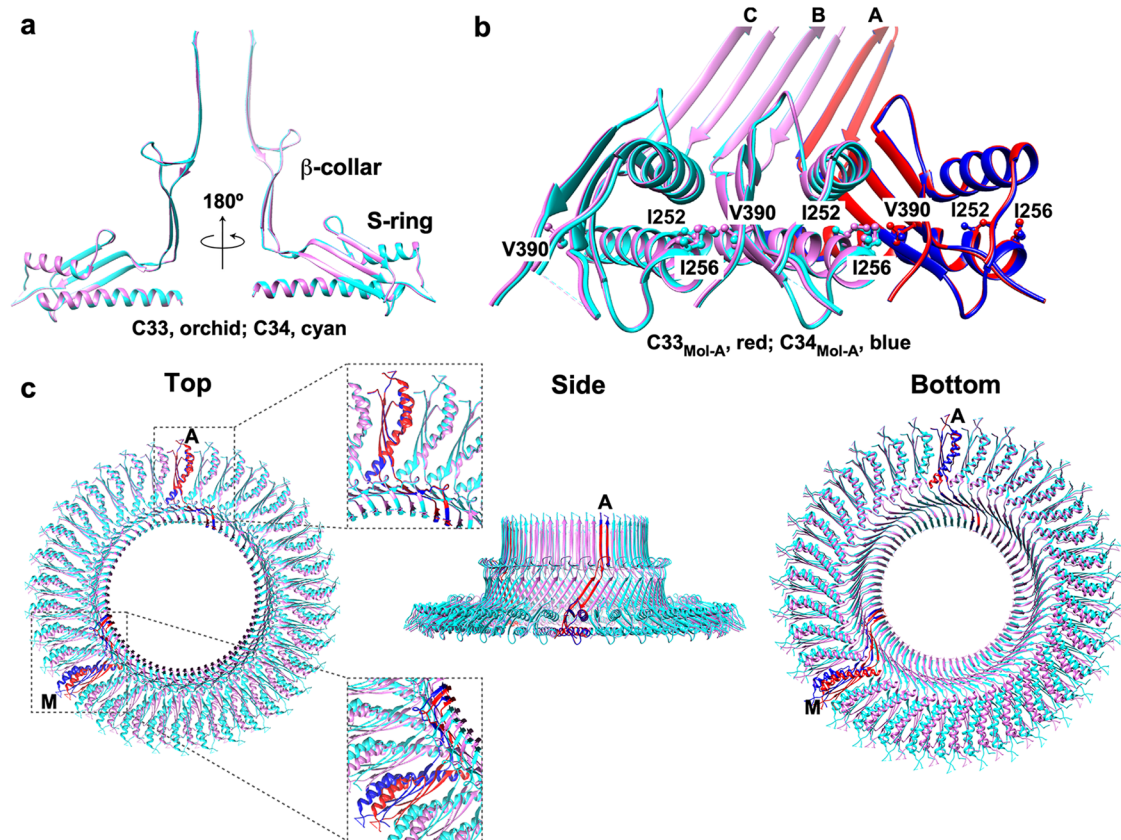 a
β-collar
180º
S-ring
C33, orchid; C34, cyan
b
C B A
I252 V390 I252 V390 I252 I256
V390 I256 I256
C33Mol-A, red; C34Mol-A, blue
c
Top Side Bottom
A
A
A
M
M